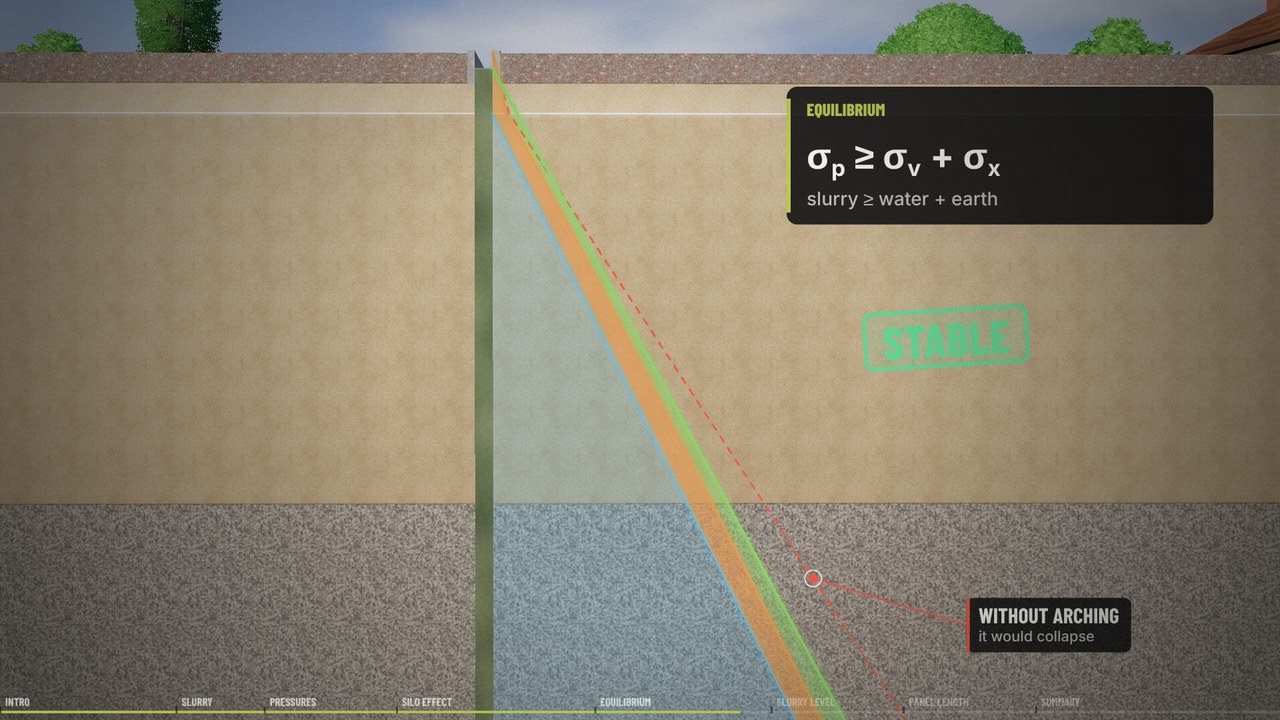 EQUILIBRIUM
σp ≥ σv + σx
slurry ≥ water + earth
STABLE
WITHOUT ARCHING
it would collapse
INTRO
SLURRY
PRESSURES
SILO EFFECT
EQUILIBRIUM
SLURRY LEVEL
PANEL LENGTH
SUMMARY